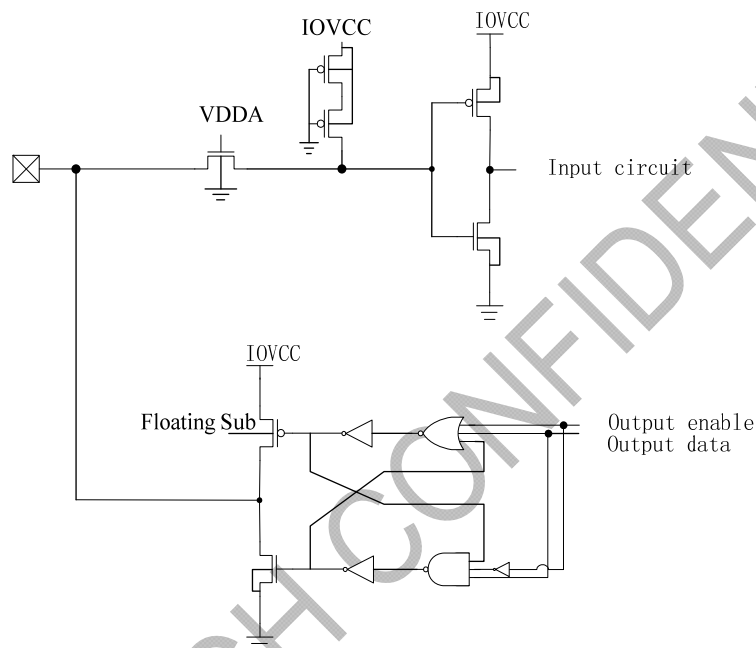 IOVCC
IOVCC
VDDA
Input circuit
IOVCC
Floating Sub
Output enable
Output data